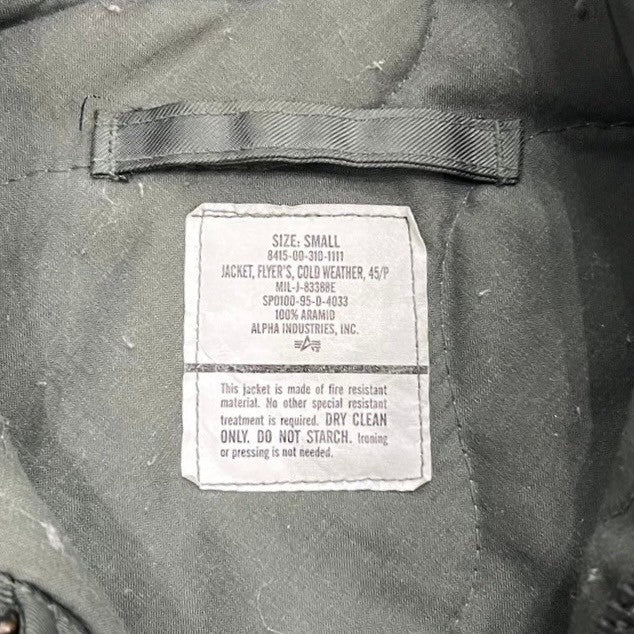 SIZE: SMALL
8415-00-310-1111
JACKET, FLYER'S, COLD WEATHER, 45/P
MIL-J-83388E
SPO100-95-D-4033
100% ARAMID
ALPHA INDUSTRIES, INC.
This jacket is made of fire resistant
material. No other special resistant
treatment is required. DRY CLEAN
ONLY. DO NOT STARCH. Ironing
or pressing is not needed.